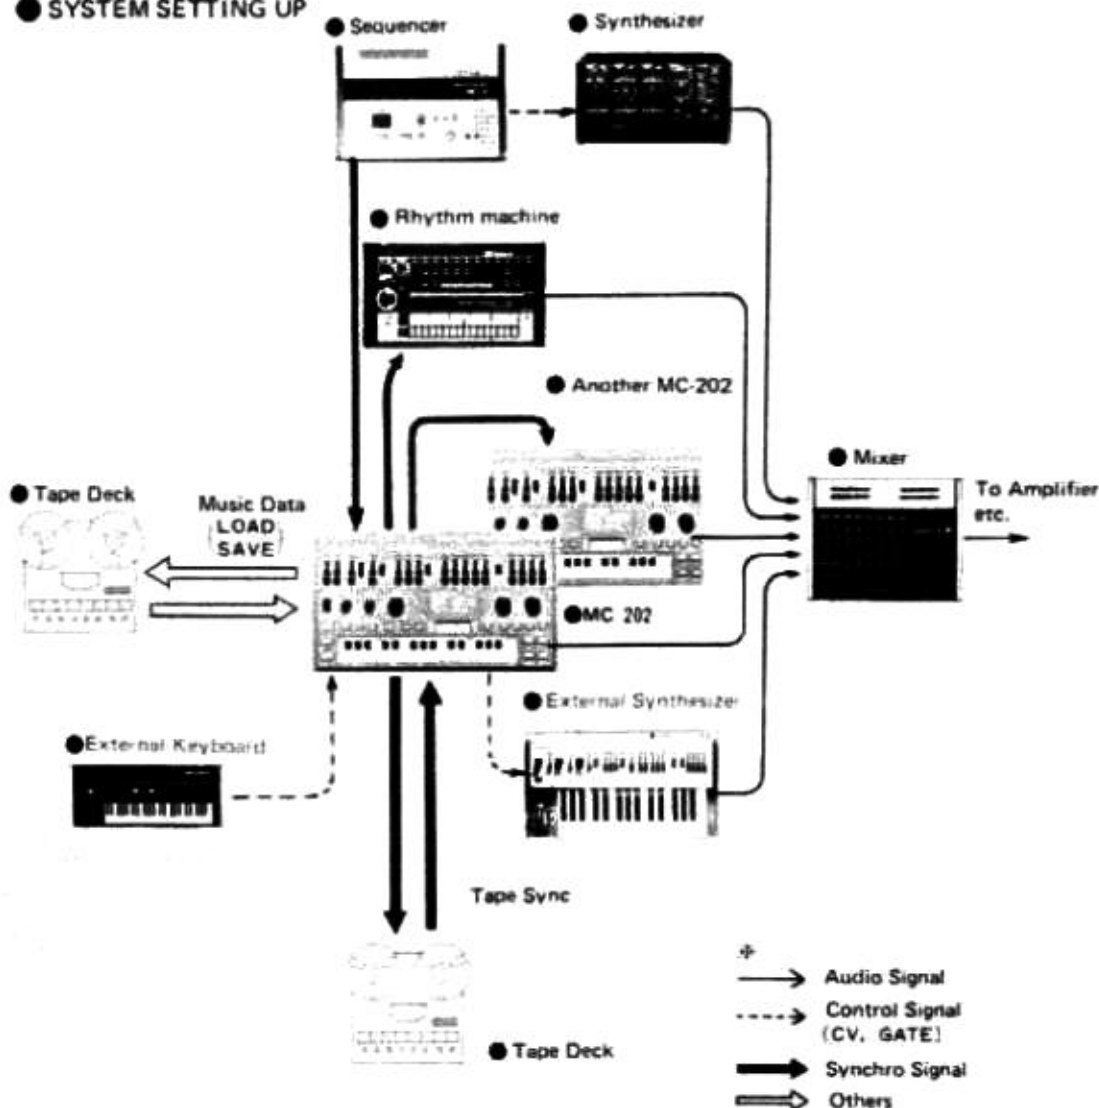 ● SYSTEM SETTING UP
● Sequencer
● Synthesizer
● Rhythm machine
● Another MC-202
● Mixer
To Amplifier
etc.
● Tape Deck
Music Data
(LOAD
SAVE)
●MC 202
● External Synthesizer
●External Keyboard
Tape Sync
● Tape Deck
Audio Signal
Control Signal
(CV, GATE)
Synchro Signal
Others